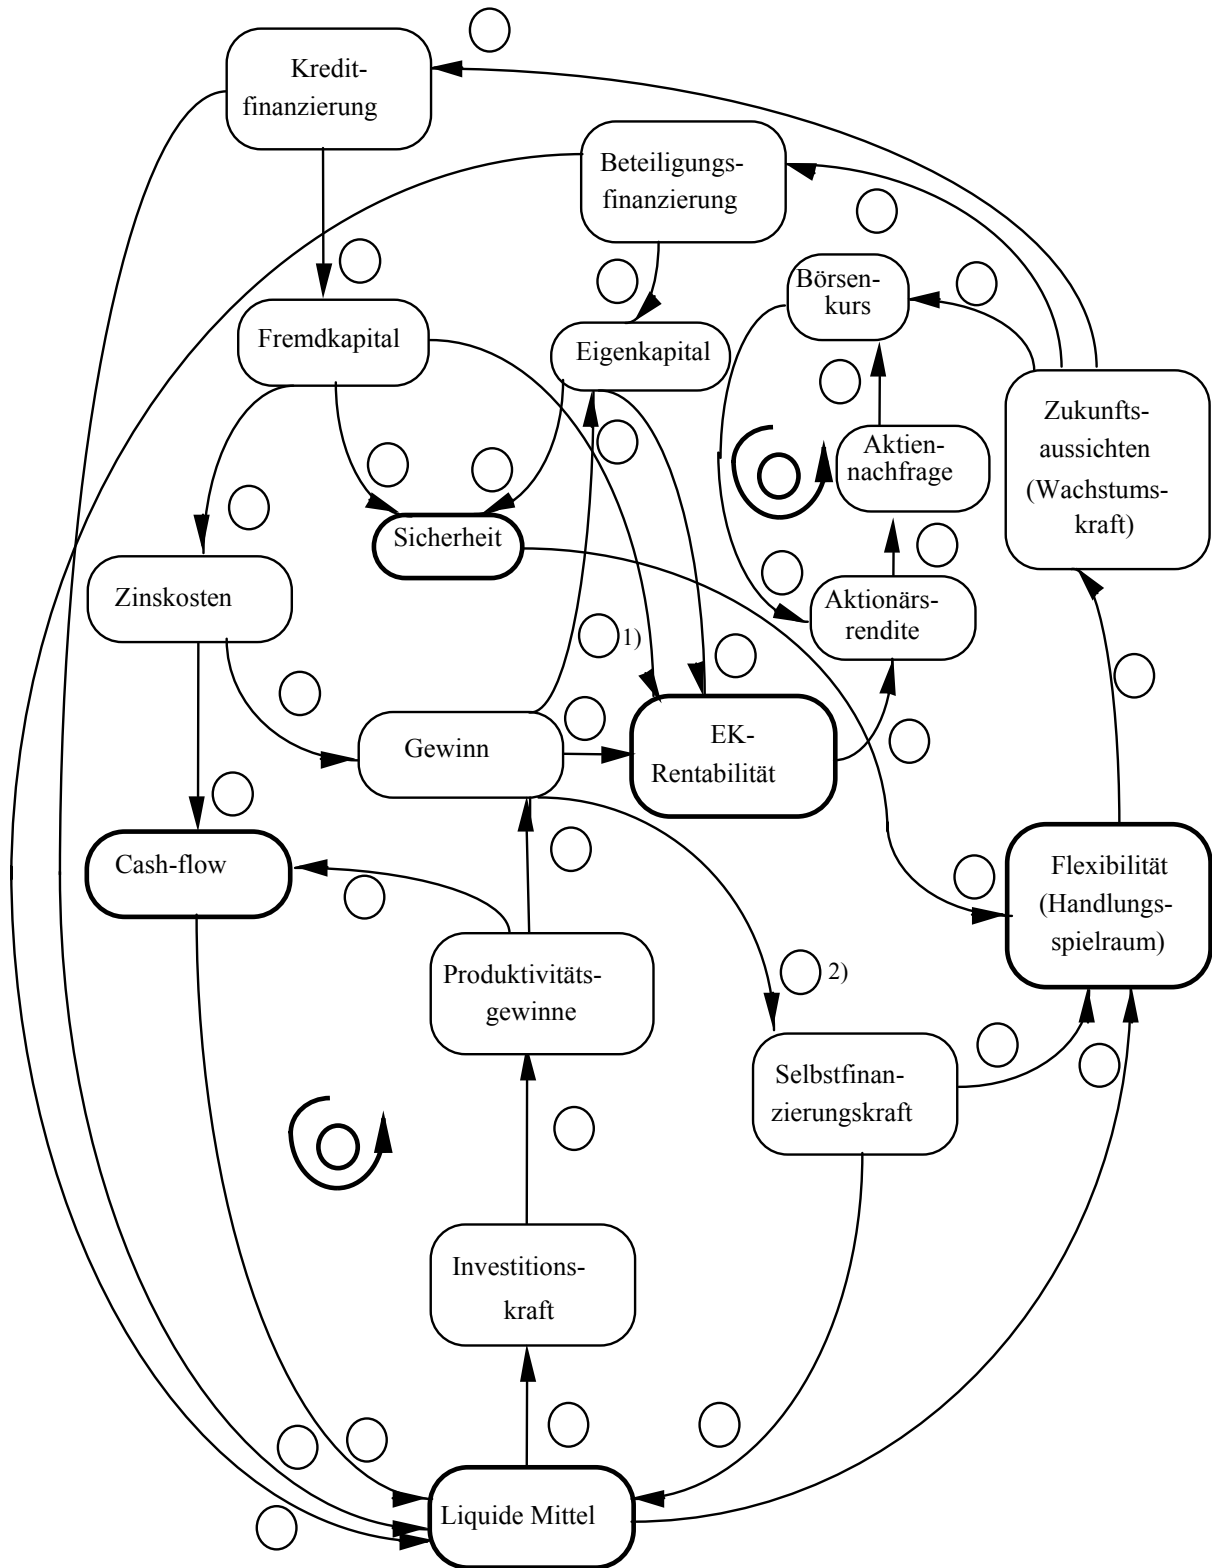 Kredit-
finanzierung
Beteiligungs-
finanzierung
Börsen-
kurs
Fremdkapital
Eigenkapital
Zukunfts-
aussichten
(Wachstums-
kraft)
Aktien-
nachfrage
Sicherheit
Zinskosten
Aktionärs-
rendite
1)
Gewinn
EK-
Rentabilität
Cash-flow
Flexibilität
(Handlungs-
spielraum)
Produktivitäts-
gewinne
2)
Selbstfinan-
zierungskraft
Investitions-
kraft
Liquide Mittel